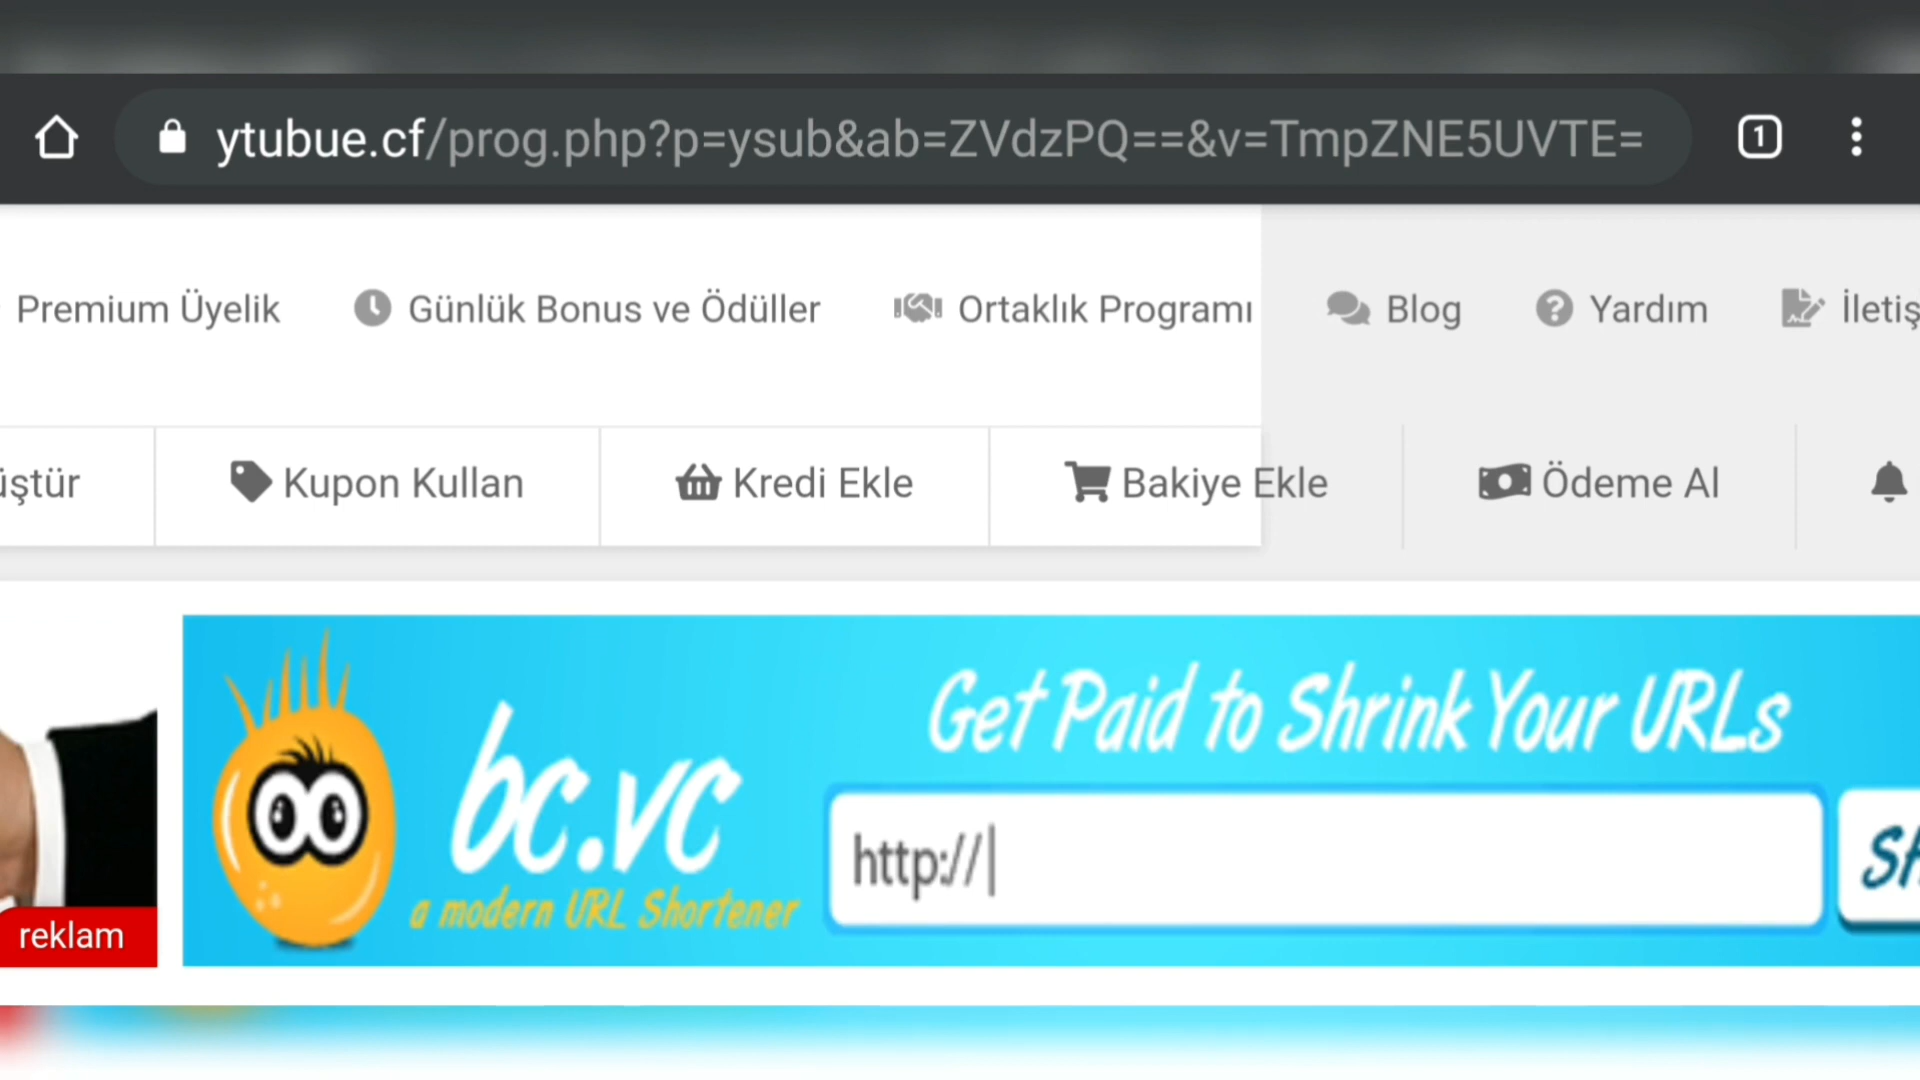 ytubue.cf/prog.php?p=ysub&ab=ZVdzPQ==&v=TmpZNE5UVTE=
1
Premium Üyelik Günlük Bonus ve Ödüller Ortaklık Programı Blog Yardım İletiş
üştür Kupon Kullan Kredi Ekle Bakiye Ekle Ödeme Al
Get Paid to Shrink Your URLs
bc.vc
http://
a modern URL Shortener
reklam